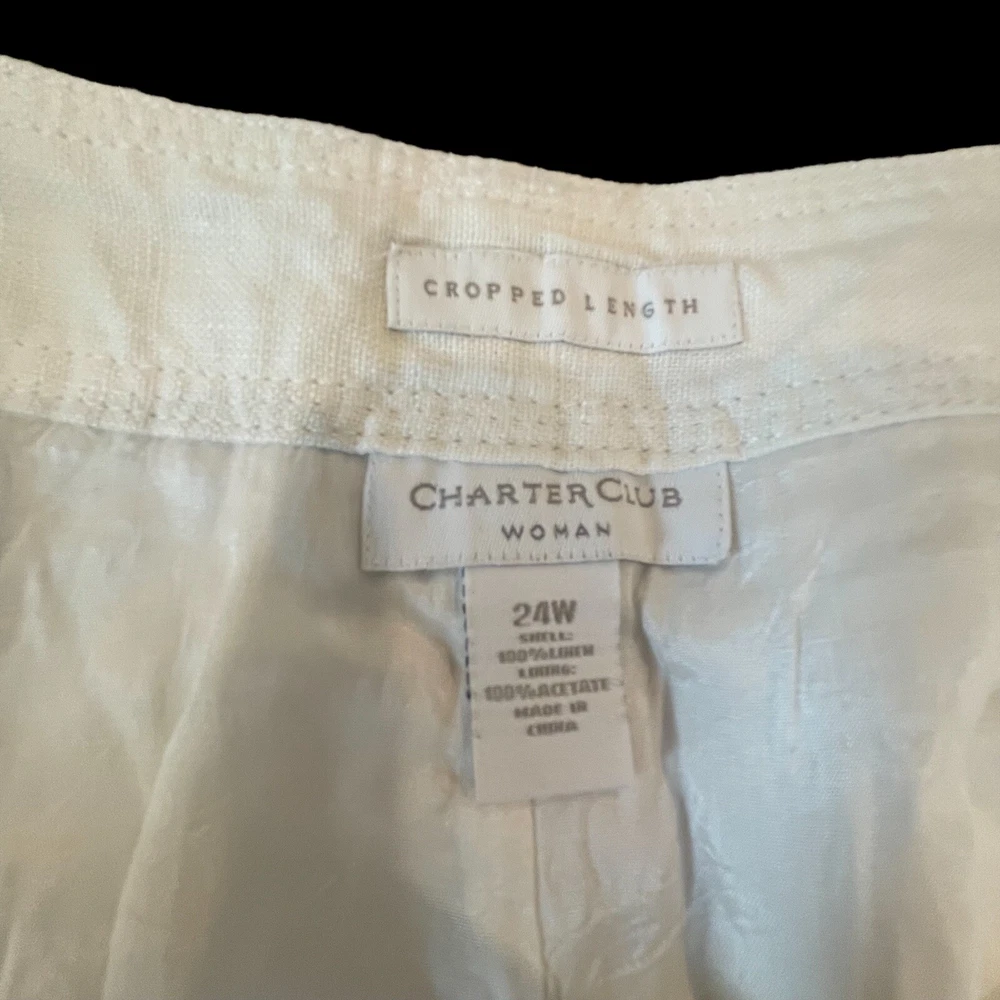 CROPPED LENGTH
CHARTER CLUB
WOMAN
24W
SHELL:
100%LINEN
LINING:
100%ACETATE
MADE IN
CHINA